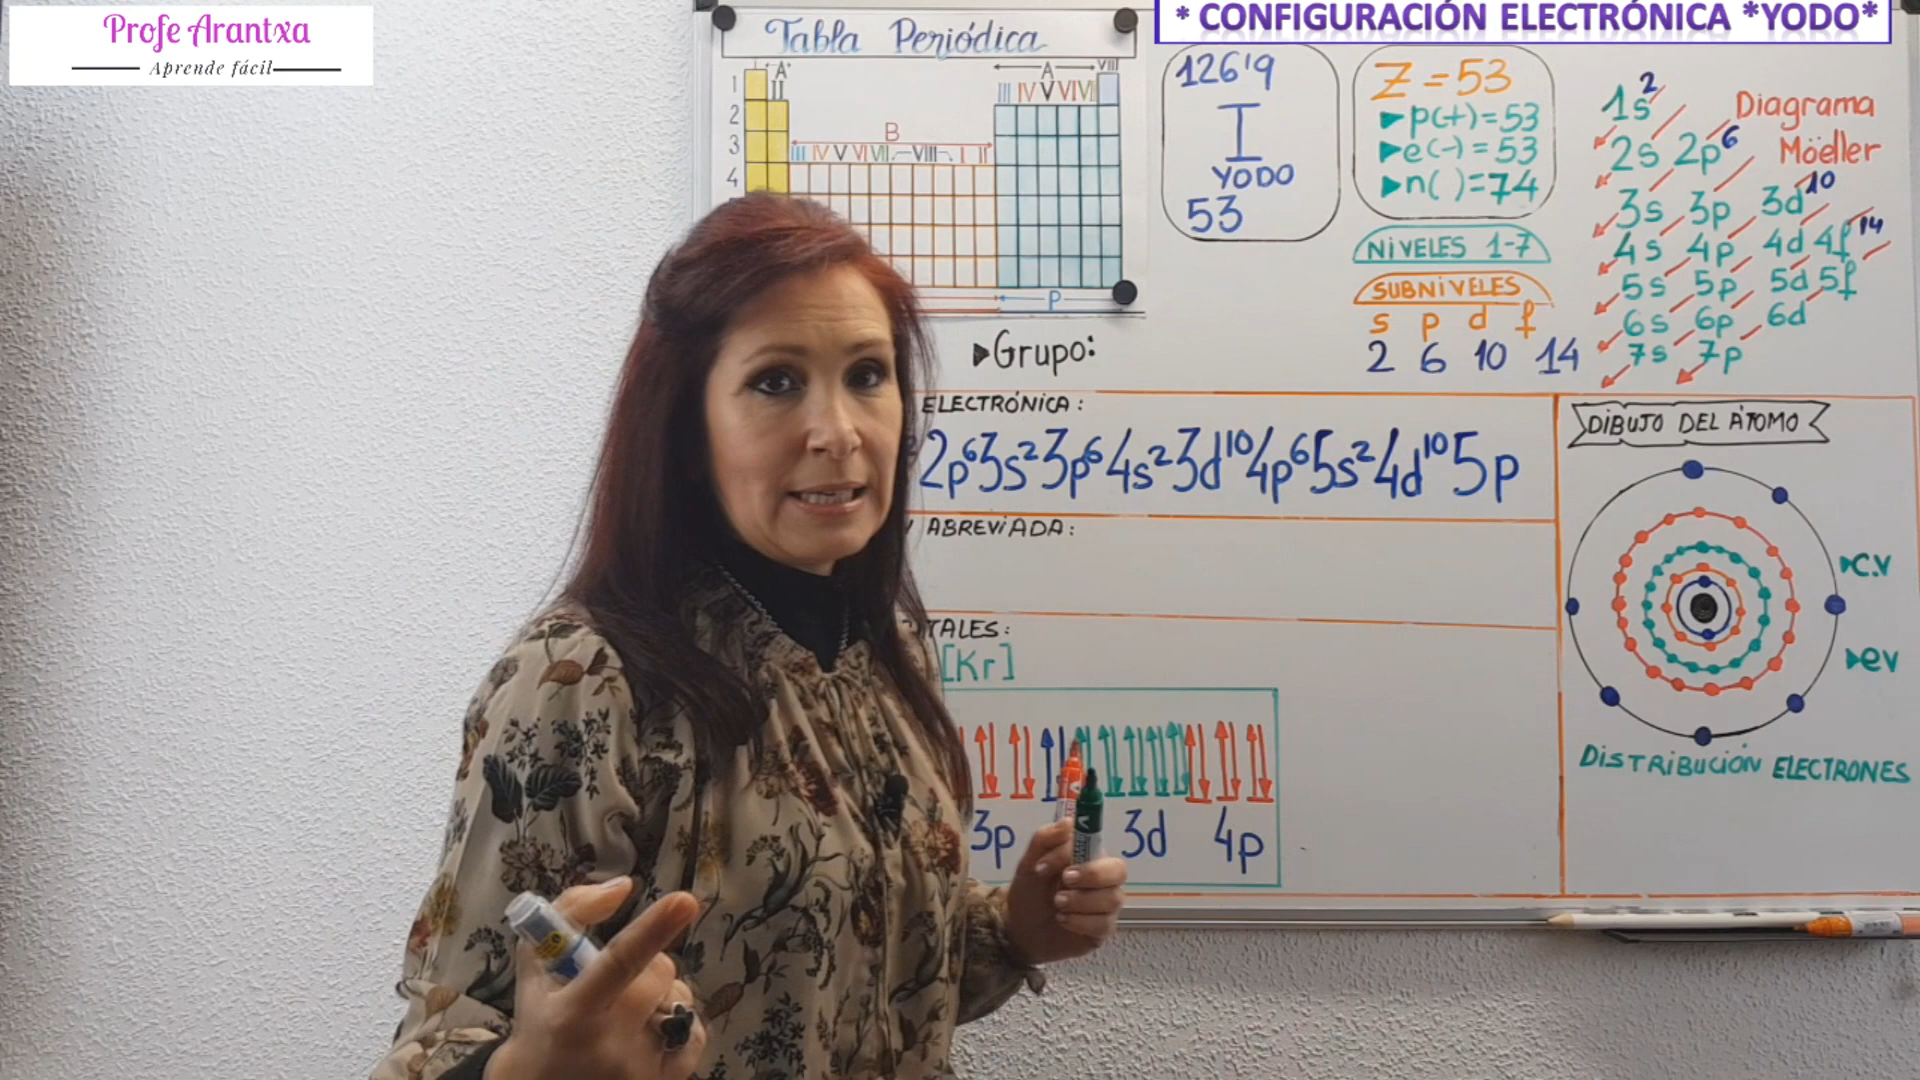 Profe Arantxa
Aprende fácil
* CONFIGURACIÓN ELECTRÓNICA *YODO*
Tabla Periódica
A
II
A
VIII
III IV V VI VII
B
III IV V VI VII VIII I II
1
2
3
4
P
126'9
I
YODO
53
Z = 53
p(+) = 53
e(-) = 53
n( ) = 74
NIVELES 1-7
SUBNIVELES
s p d f
2 6 10 14
Diagrama
Möeller
1s²
2s 2p⁶
3s 3p 3d¹⁰
4s 4p 4d 4f¹⁴
5s 5p 5d 5f
6s 6p 6d
7s 7p
Grupo:
ELECTRÓNICA:
2p⁶3s²3p⁶4s²3d¹⁰4p⁶5s²4d¹⁰5p
ABREVIADA:
TALES:
[Kr]
3p 3d 4p
DIBUJO DEL ÁTOMO
C.V
ev
DISTRIBUCIÓN ELECTRONES